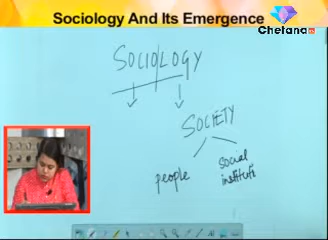 Sociology And Its Emergence
Chetana
SOCIOLOGY
SOCIETY
people
social
institute